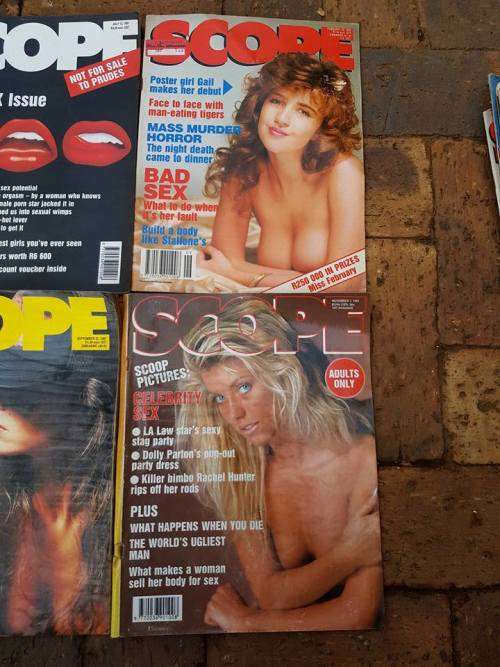 COPE
NOT FOR SALE
TO PRUDES
X Issue
sex potential
orgasm - by a woman who knows
male porn star jacked it in
ned us into sexual wimps
-hot lover
to get it
est girls you've ever seen
rs worth R6 600
count voucher inside
SCOPE
Poster girl Gail
makes her debut
Face to face with
man-eating tigers
MASS MURDER
HORROR
The night death
came to dinner
BAD
SEX
What to do when
it's her fault
Build a body
like Stallone's
R250 000 IN PRIZES
Miss February
OPE
SCOPE
ADULTS
ONLY
SCOOP
PICTURES:
CELEBRITY
SEX
LA Law star's sexy
stag party
Dolly Parton's pop-out
party dress
Killer bimbo Rachel Hunter
rips off her rods
PLUS
WHAT HAPPENS WHEN YOU DIE
THE WORLD'S UGLIEST
MAN
What makes a woman
sell her body for sex